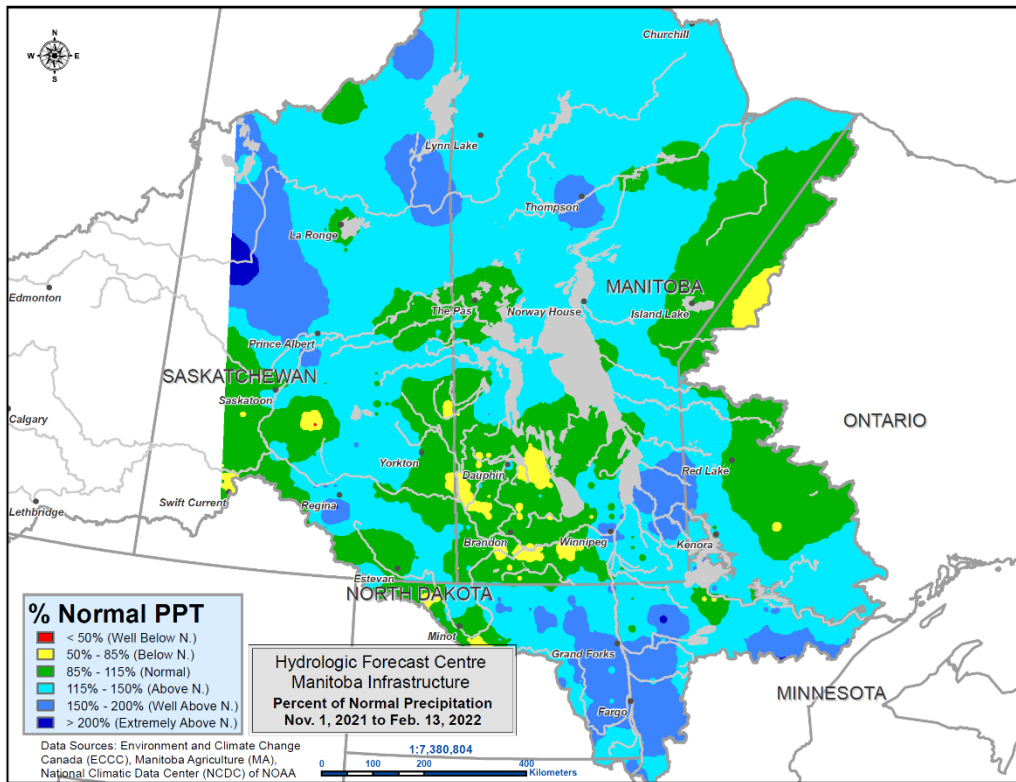 N
W E
S
Churchill
Lynn Lake
Thompson
La Ronge
Edmonton
MANITOBA
The Pas
Norway House
Island Lake
Prince Albert
SASKATCHEWAN
Saskatoon
Calgary
ONTARIO
Yorkton
Dauphin
Red Lake
Lethbridge
Swift Current
Regina
Brandon
Winnipeg
Kenora
Estevan
NORTH DAKOTA
Minot
Grand Forks
MINNESOTA
Fargo
% Normal PPT
< 50% (Well Below N.)
50% - 85% (Below N.)
85% - 115% (Normal)
115% - 150% (Above N.)
150% - 200% (Well Above N.)
> 200% (Extremely Above N.)
Hydrologic Forecast Centre
Manitoba Infrastructure
Percent of Normal Precipitation
Nov. 1, 2021 to Feb. 13, 2022
Data Sources: Environment and Climate Change
Canada (ECCC), Manitoba Agriculture (MA),
National Climatic Data Center (NCDC) of NOAA
1:7,380,804
0 100 200 400
Kilometers